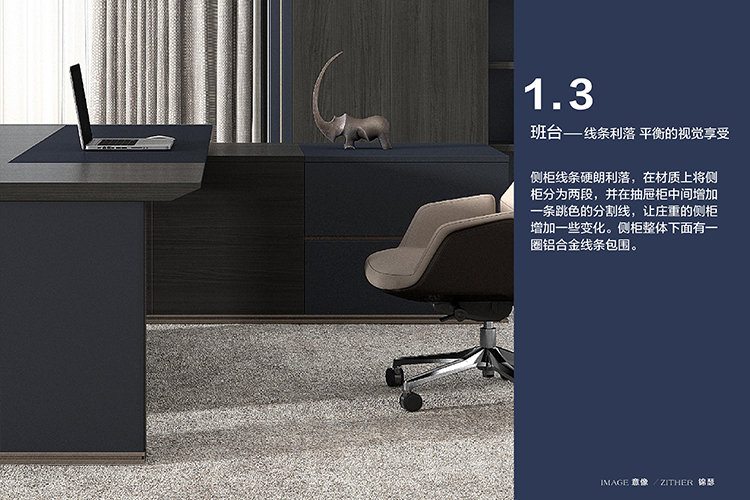 1.3
班台—线条利落 平衡的视觉享受
侧柜线条硬朗利落，在材质上将侧
柜分为两段，并在抽屉柜中间增加
一条跳色的分割线，让庄重的侧柜
增加一些变化。侧柜整体下面有一
圈铝合金线条包围。
IMAGE 意像 / ZITHER 锦瑟